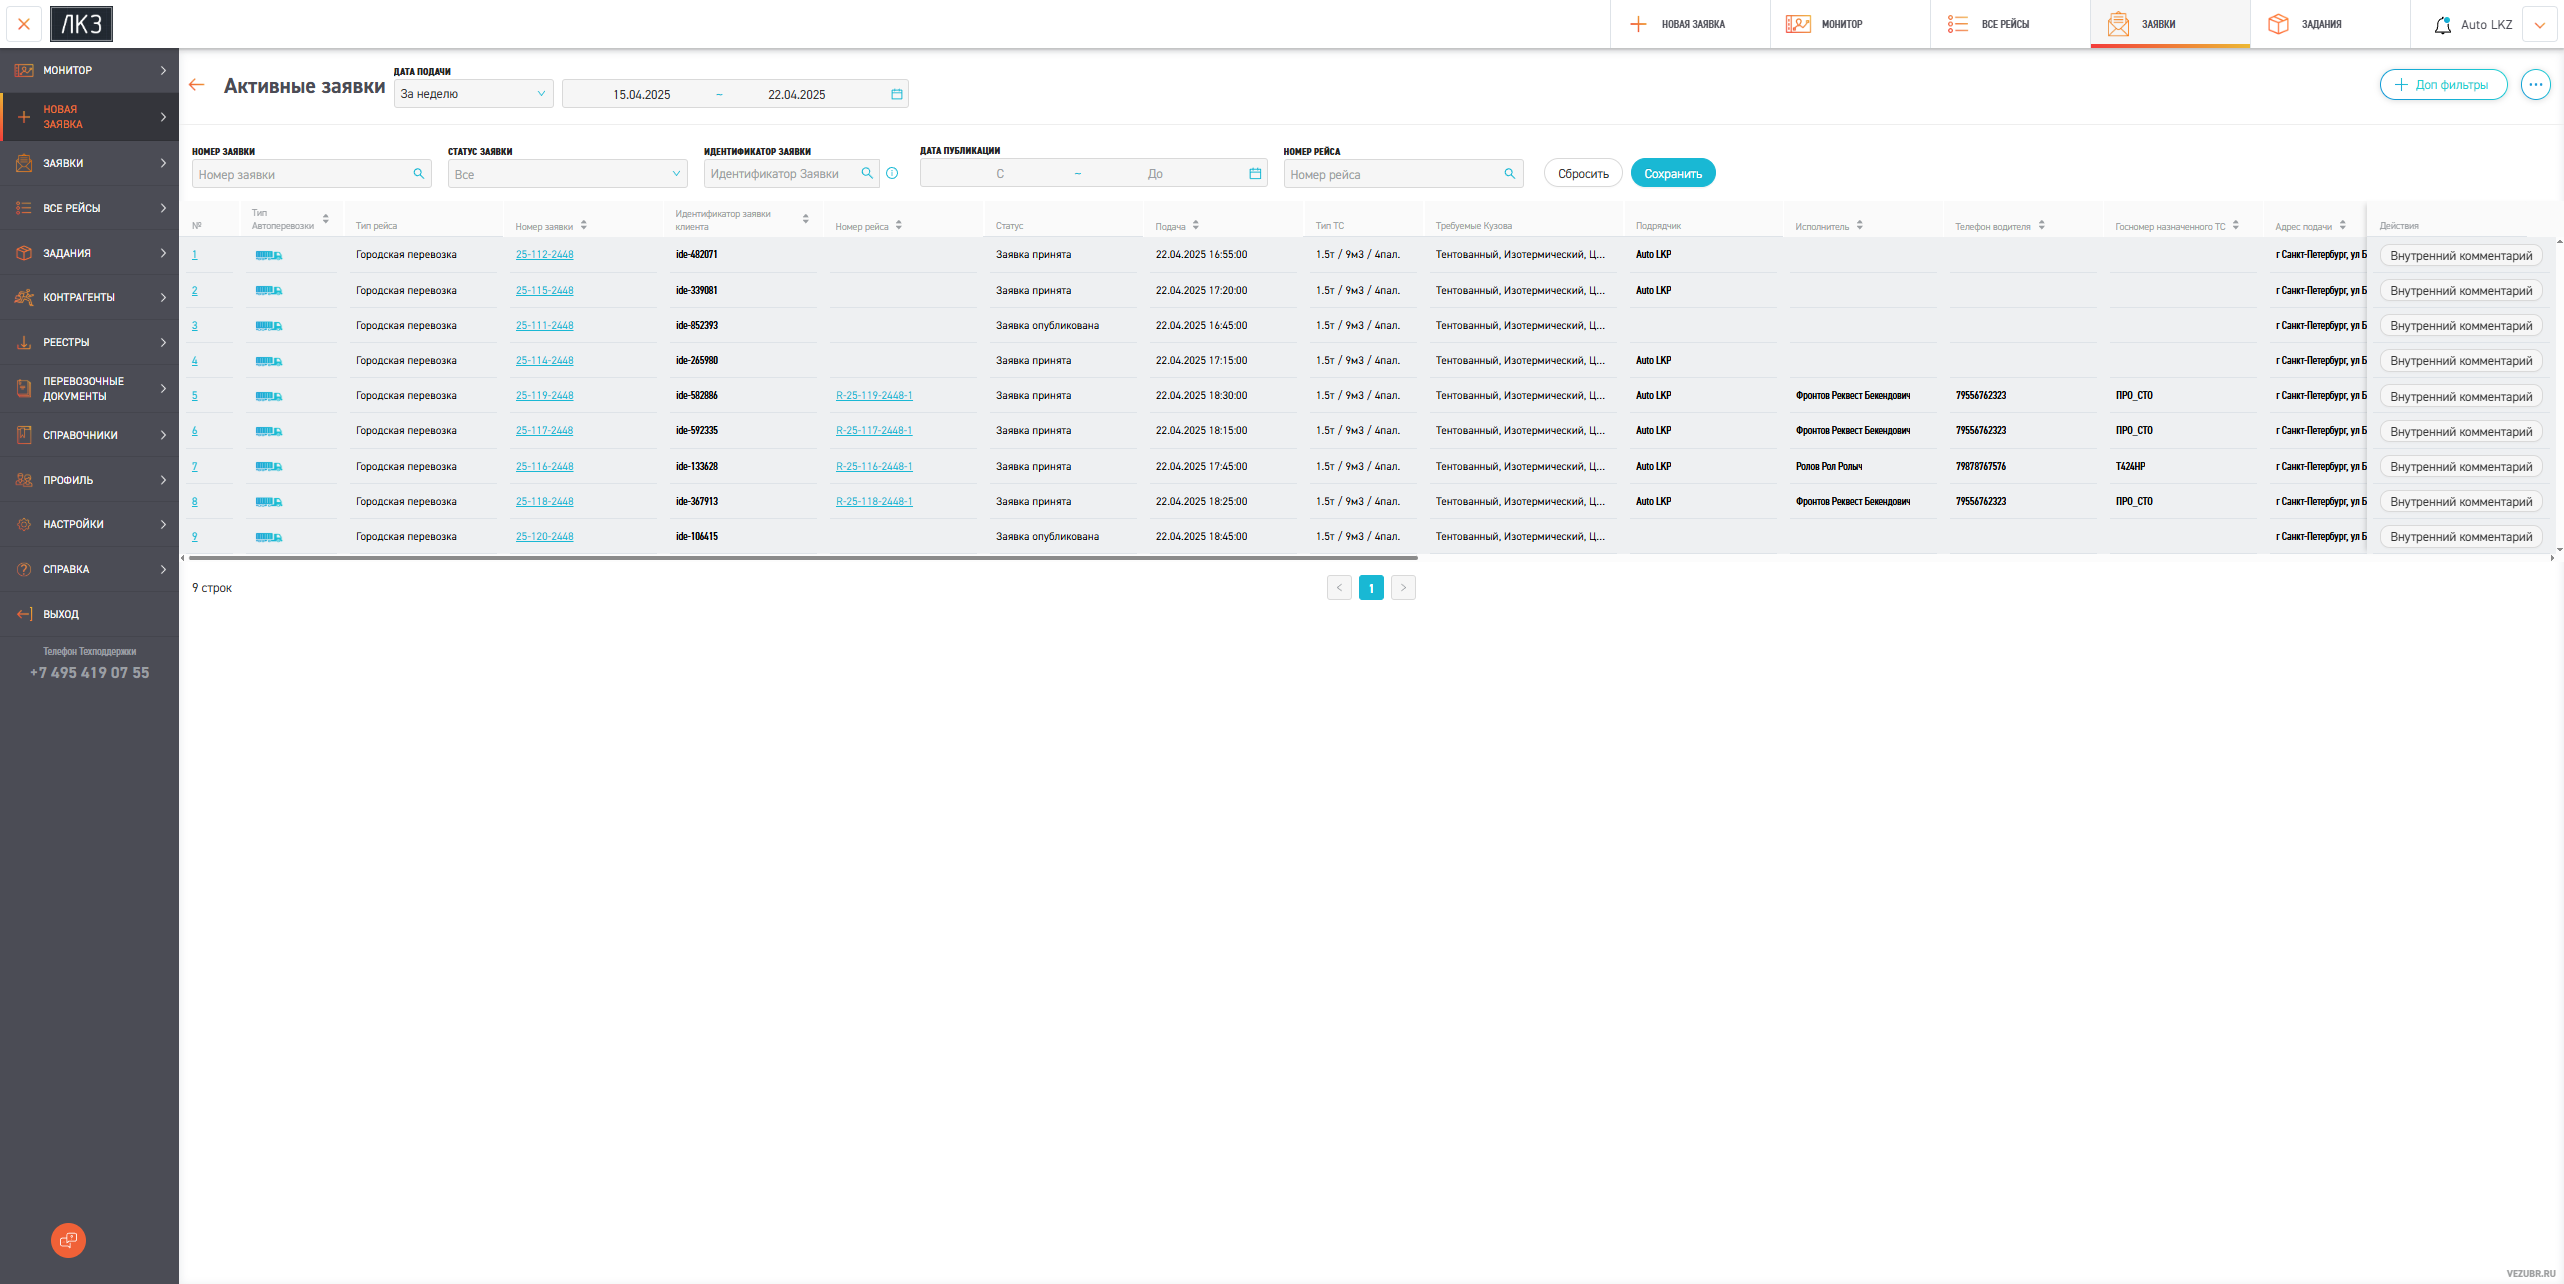 ЛКЗ
НОВАЯ ЗАЯВКА
МОНИТОР
ВСЕ РЕЙСЫ
ЗАЯВКИ
ЗАДАНИЯ
Auto LKZ
МОНИТОР
НОВАЯ
ЗАЯВКА
ЗАЯВКИ
ВСЕ РЕЙСЫ
ЗАДАНИЯ
КОНТРАГЕНТЫ
РЕЕСТРЫ
ПЕРЕВОЗОЧНЫЕ
ДОКУМЕНТЫ
СПРАВОЧНИКИ
ПРОФИЛЬ
НАСТРОЙКИ
СПРАВКА
ВЫХОД
Телефон Техподдержки
+7 495 419 07 55
Активные заявки
ДАТА ПОДАЧИ
За неделю
15.04.2025 ~ 22.04.2025
Доп фильтры
НОМЕР ЗАЯВКИ
Номер заявки
СТАТУС ЗАЯВКИ
Все
ИДЕНТИФИКАТОР ЗАЯВКИ
Идентификатор Заявки
ДАТА ПУБЛИКАЦИИ
С ~ До
НОМЕР РЕЙСА
Номер рейса
Сбросить
Сохранить
№ Тип Автоперевозки Тип рейса Номер заявки Идентификатор заявки клиента Номер рейса Статус Подача Тип ТС Требуемые Кузова Подрядчик Исполнитель Телефон водителя Госномер назначенного ТС Адрес подачи Действия
1 Городская перевозка 25-112-2448 ide-482071 Заявка принята 22.04.2025 16:55:00 1.5т / 9м3 / 4пал. Тентованный, Изотермический, Ц... Auto LKP г Санкт-Петербург, ул Б Внутренний комментарий
2 Городская перевозка 25-115-2448 ide-339081 Заявка принята 22.04.2025 17:20:00 1.5т / 9м3 / 4пал. Тентованный, Изотермический, Ц... Auto LKP г Санкт-Петербург, ул Б Внутренний комментарий
3 Городская перевозка 25-111-2448 ide-852393 Заявка опубликована 22.04.2025 16:45:00 1.5т / 9м3 / 4пал. Тентованный, Изотермический, Ц... г Санкт-Петербург, ул Б Внутренний комментарий
4 Городская перевозка 25-114-2448 ide-265980 Заявка принята 22.04.2025 17:15:00 1.5т / 9м3 / 4пал. Тентованный, Изотермический, Ц... Auto LKP г Санкт-Петербург, ул Б Внутренний комментарий
5 Городская перевозка 25-119-2448 ide-582886 R-25-119-2448-1 Заявка принята 22.04.2025 18:30:00 1.5т / 9м3 / 4пал. Тентованный, Изотермический, Ц... Auto LKP Фронтов Реквест Бекендович 79556762323 ПРО_СТО г Санкт-Петербург, ул Б Внутренний комментарий
6 Городская перевозка 25-117-2448 ide-592335 R-25-117-2448-1 Заявка принята 22.04.2025 18:15:00 1.5т / 9м3 / 4пал. Тентованный, Изотермический, Ц... Auto LKP Фронтов Реквест Бекендович 79556762323 ПРО_СТО г Санкт-Петербург, ул Б Внутренний комментарий
7 Городская перевозка 25-116-2448 ide-133628 R-25-116-2448-1 Заявка принята 22.04.2025 17:45:00 1.5т / 9м3 / 4пал. Тентованный, Изотермический, Ц... Auto LKP Ролов Рол Ролыч 79878767576 Т424НР г Санкт-Петербург, ул Б Внутренний комментарий
8 Городская перевозка 25-118-2448 ide-367913 R-25-118-2448-1 Заявка принята 22.04.2025 18:25:00 1.5т / 9м3 / 4пал. Тентованный, Изотермический, Ц... Auto LKP Фронтов Реквест Бекендович 79556762323 ПРО_СТО г Санкт-Петербург, ул Б Внутренний комментарий
9 Городская перевозка 25-120-2448 ide-106415 Заявка опубликована 22.04.2025 18:45:00 1.5т / 9м3 / 4пал. Тентованный, Изотермический, Ц... г Санкт-Петербург, ул Б Внутренний комментарий
9 строк
< 1 >
VEZUBR.RU